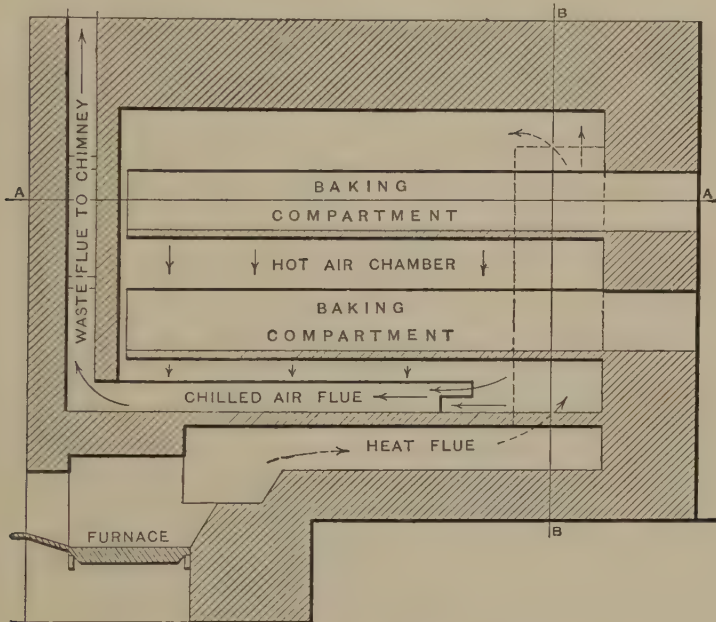 B
WASTE FLUE TO CHIMNEY
A
A
BAKING
COMPARTMENT
HOT AIR CHAMBER
BAKING
COMPARTMENT
CHILLED AIR FLUE
HEAT FLUE
FURNACE
B